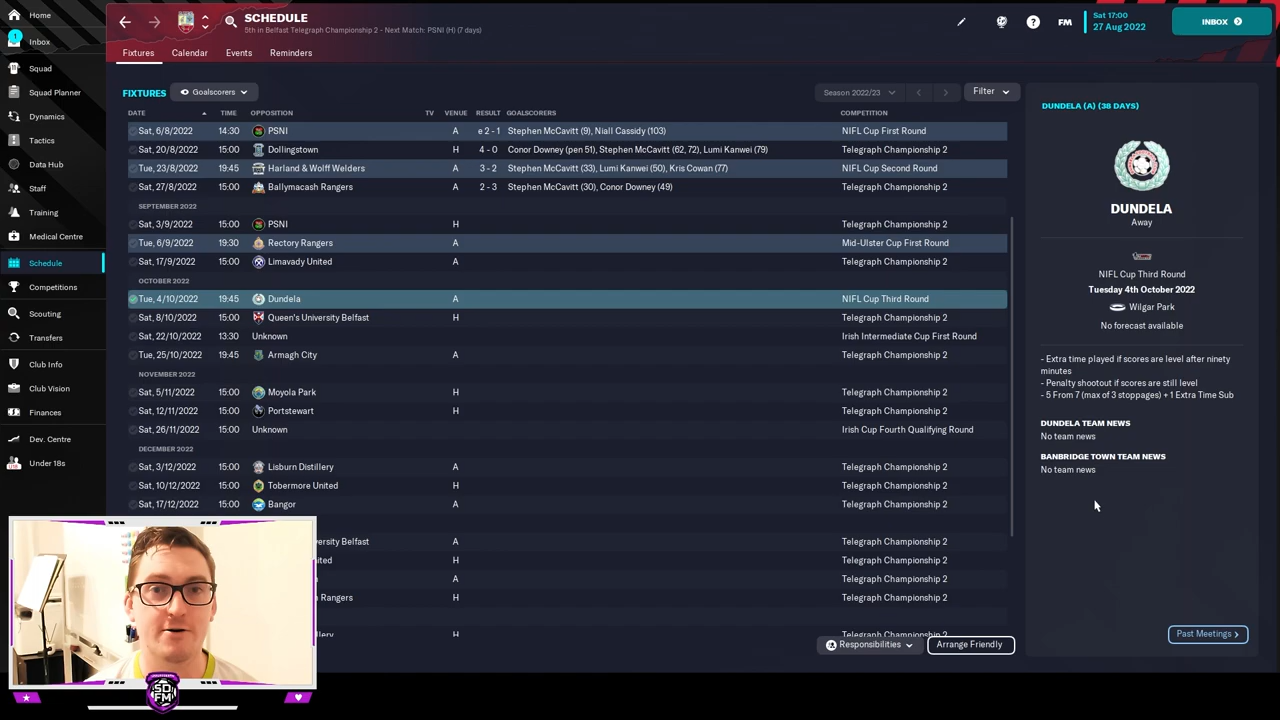 Home
1
Inbox
Squad
Squad Planner
Dynamics
Tactics
Data Hub
Staff
Training
Medical Centre
Schedule
Competitions
Scouting
Transfers
Club Info
Club Vision
Finances
Dev. Centre
Under 18s
SCHEDULE
5th in Belfast Telegraph Championship 2 - Next Match: PSNI (H) (7 days)
FM
Sat 17:00
27 Aug 2022
INBOX
Fixtures Calendar Events Reminders
FIXTURES Goalscorers Season 2022/23 Filter
DATE TIME OPPOSITION TV VENUE RESULT GOALSCORERS COMPETITION
Sat, 6/8/2022 14:30 PSNI A e 2 - 1 Stephen McCavitt (9), Niall Cassidy (103) NIFL Cup First Round
Sat, 20/8/2022 15:00 Dollingstown H 4 - 0 Conor Downey (pen 51), Stephen McCavitt (62, 72), Lumi Kanwei (79) Telegraph Championship 2
Tue, 23/8/2022 19:45 Harland & Wolff Welders A 3 - 2 Stephen McCavitt (33), Lumi Kanwei (50), Kris Cowan (77) NIFL Cup Second Round
Sat, 27/8/2022 15:00 Ballymacash Rangers A 2 - 3 Stephen McCavitt (30), Conor Downey (49) Telegraph Championship 2
SEPTEMBER 2022
Sat, 3/9/2022 15:00 PSNI H Telegraph Championship 2
Tue, 6/9/2022 19:30 Rectory Rangers A Mid-Ulster Cup First Round
Sat, 17/9/2022 15:00 Limavady United A Telegraph Championship 2
OCTOBER 2022
Tue, 4/10/2022 19:45 Dundela A NIFL Cup Third Round
Sat, 8/10/2022 15:00 Queen's University Belfast H Telegraph Championship 2
Sat, 22/10/2022 13:30 Unknown Irish Intermediate Cup First Round
Tue, 25/10/2022 19:45 Armagh City A Telegraph Championship 2
NOVEMBER 2022
Sat, 5/11/2022 15:00 Moyola Park H Telegraph Championship 2
Sat, 12/11/2022 15:00 Portstewart H Telegraph Championship 2
Sat, 26/11/2022 15:00 Unknown Irish Cup Fourth Qualifying Round
DECEMBER 2022
Sat, 3/12/2022 15:00 Lisburn Distillery A Telegraph Championship 2
Sat, 10/12/2022 15:00 Tobermore United H Telegraph Championship 2
Sat, 17/12/2022 15:00 Bangor A Telegraph Championship 2
ersity Belfast A Telegraph Championship 2
ited H Telegraph Championship 2
A Telegraph Championship 2
Rangers H Telegraph Championship 2
illery H Telegraph Championship 2
Responsibilities Arrange Friendly
DUNDELA (A) (38 DAYS)
DUNDELA
Away
NIFL Cup Third Round
Tuesday 4th October 2022
Wilgar Park
No forecast available
- Extra time played if scores are level after ninety
minutes
- Penalty shootout if scores are still level
- 5 From 7 (max of 3 stoppages) + 1 Extra Time Sub
DUNDELA TEAM NEWS
No team news
BANBRIDGE TOWN TEAM NEWS
No team news
Past Meetings
SD
FM